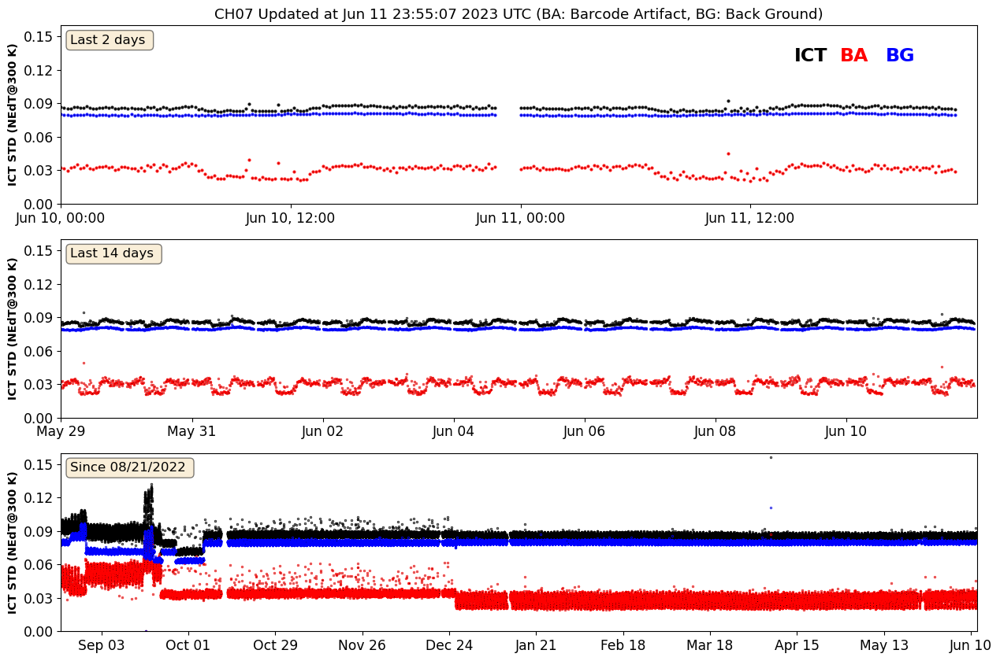 CH07 Updated at Jun 11 23:55:07 2023 UTC (BA: Barcode Artifact, BG: Back Ground)
Last 2 days
ICT BA BG
ICT STD (NEdT@300 K)
0.15
0.12
0.09
0.06
0.03
0.00
Jun 10, 00:00 Jun 10, 12:00 Jun 11, 00:00 Jun 11, 12:00
Last 14 days
ICT STD (NEdT@300 K)
0.15
0.12
0.09
0.06
0.03
0.00
May 29 May 31 Jun 02 Jun 04 Jun 06 Jun 08 Jun 10
Since 08/21/2022
ICT STD (NEdT@300 K)
0.15
0.12
0.09
0.06
0.03
0.00
Sep 03 Oct 01 Oct 29 Nov 26 Dec 24 Jan 21 Feb 18 Mar 18 Apr 15 May 13 Jun 10